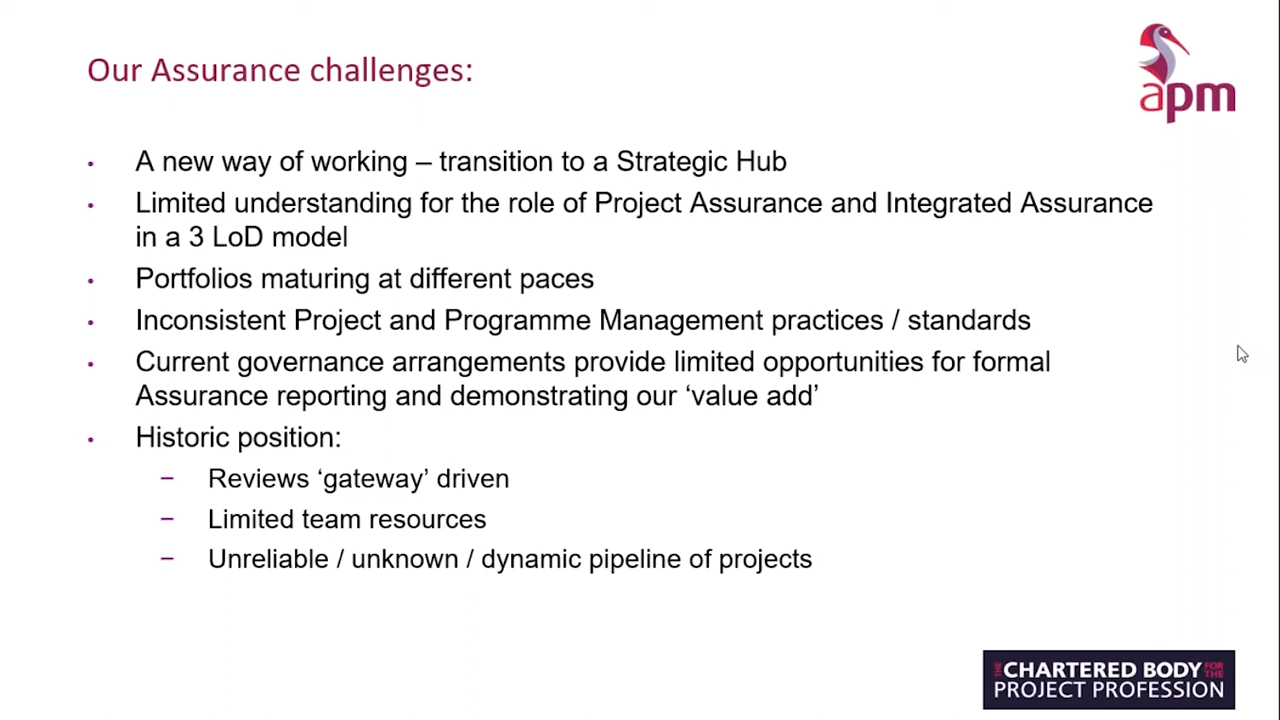 Our Assurance challenges:
apm
• A new way of working – transition to a Strategic Hub
• Limited understanding for the role of Project Assurance and Integrated Assurance
in a 3 LoD model
• Portfolios maturing at different paces
• Inconsistent Project and Programme Management practices / standards
• Current governance arrangements provide limited opportunities for formal
Assurance reporting and demonstrating our ‘value add’
• Historic position:
− Reviews ‘gateway’ driven
− Limited team resources
− Unreliable / unknown / dynamic pipeline of projects
THE CHARTERED BODY FOR THE
PROJECT PROFESSION